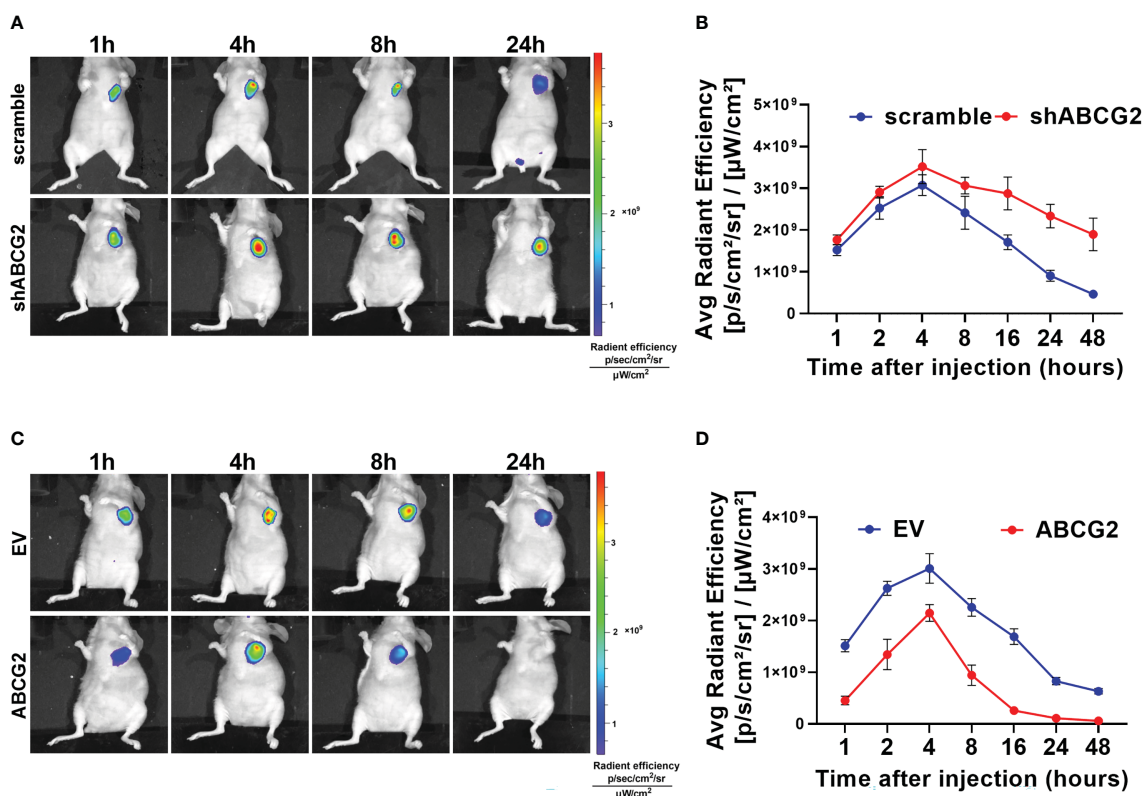 A
1h 4h 8h 24h
scramble
shABCG2
3
2 ×10⁹
1
Radient efficiency
p/sec/cm²/sr
µW/cm²
B
Avg Radiant Efficiency
[p/s/cm²/sr] / [µW/cm²]
scramble shABCG2
5×10⁹
4×10⁹
3×10⁹
2×10⁹
1×10⁹
0
1 2 4 8 16 24 48
Time after injection (hours)
C
1h 4h 8h 24h
EV
ABCG2
3
2 ×10⁹
1
Radient efficiency
p/sec/cm²/sr
µW/cm²
D
Avg Radiant Efficiency
[p/s/cm²/sr] / [µW/cm²]
EV ABCG2
4×10⁹
3×10⁹
2×10⁹
1×10⁹
0
1 2 4 8 16 24 48
Time after injection (hours)